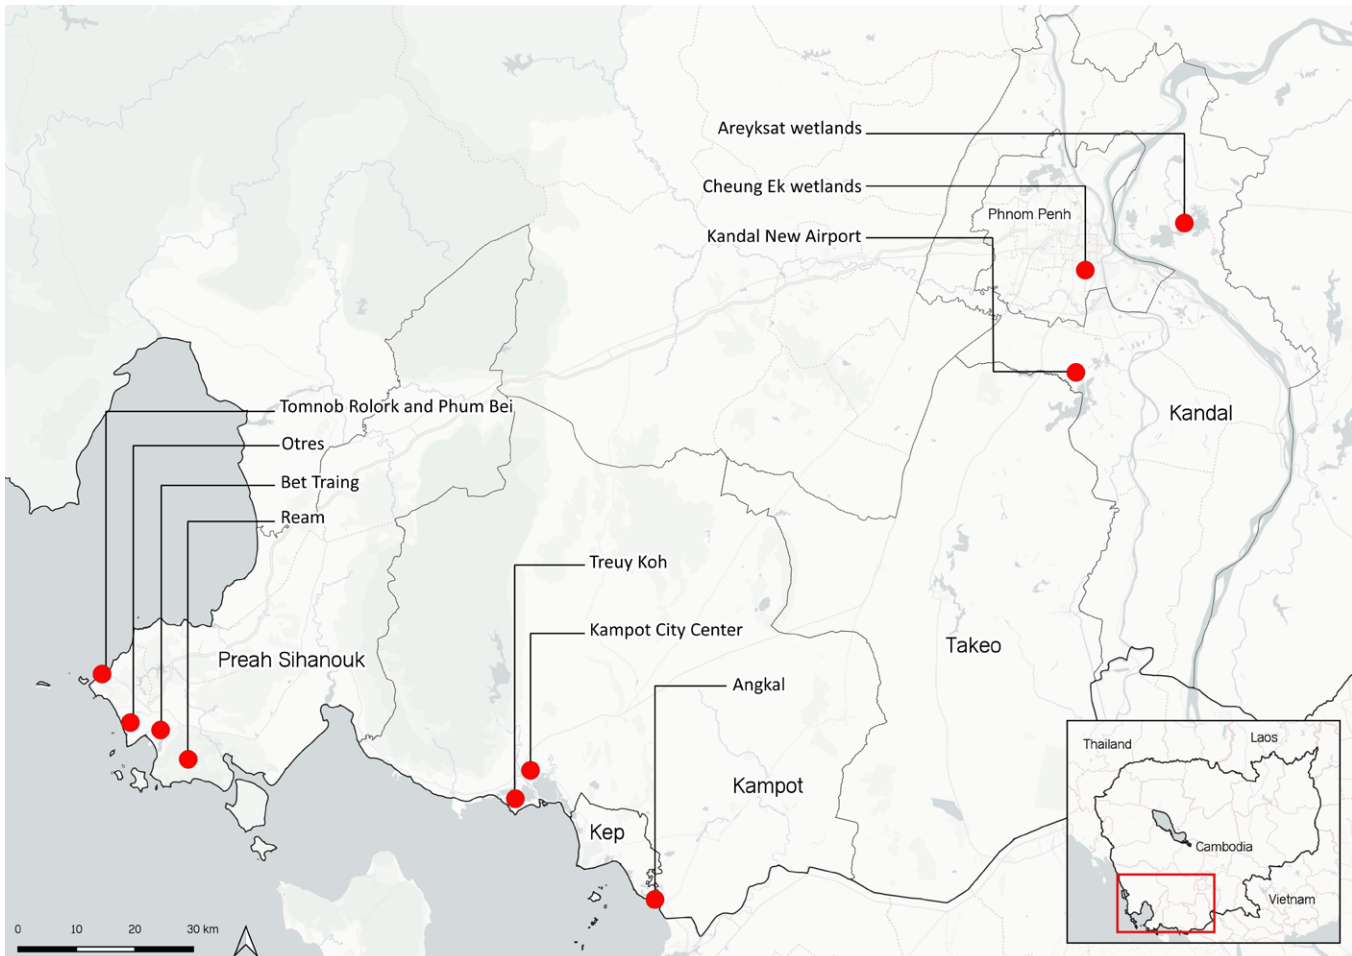 Areyksat wetlands
Cheung Ek wetlands
Phnom Penh
Kandal New Airport
Tomnob Rolork and Phum Bei
Kandal
Otres
Bet Traing
Ream
Treuy Koh
Kampot City Center
Takeo
Preah Sihanouk
Angkal
Kampot
Kep
Thailand
Laos
Cambodia
Vietnam
0 10 20 30 km